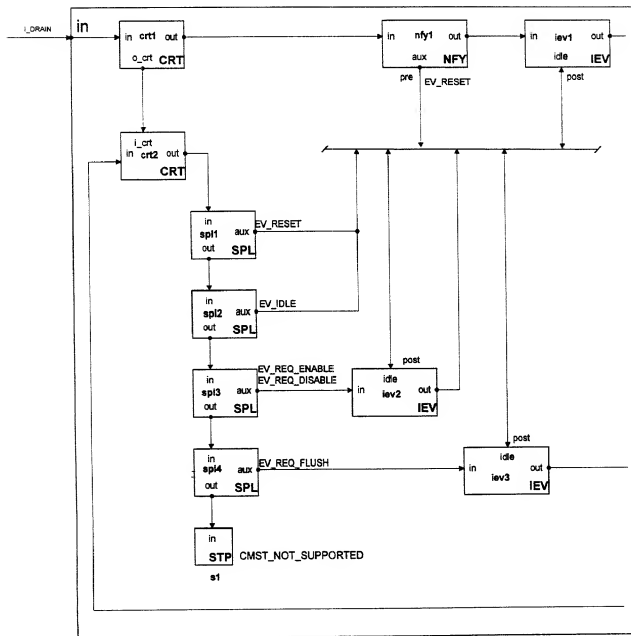 i_DRAIN
in
in crt1 out
o_crt CRT
in nfy1 out
aux NFY
pre EV_RESET
in iev1 out
idle IEV
post
i_crt
in crt2 out
CRT
in
spl1 aux
out SPL
EV_RESET
in
spl2 aux
out SPL
EV_IDLE
in
spl3 aux
out SPL
EV_REQ_ENABLE
EV_REQ_DISABLE
post
idle
in iev2 out
IEV
in
spl4 aux
out SPL
EV_REQ_FLUSH
post
idle
in iev3 out
IEV
in
STP CMST_NOT_SUPPORTED
s1